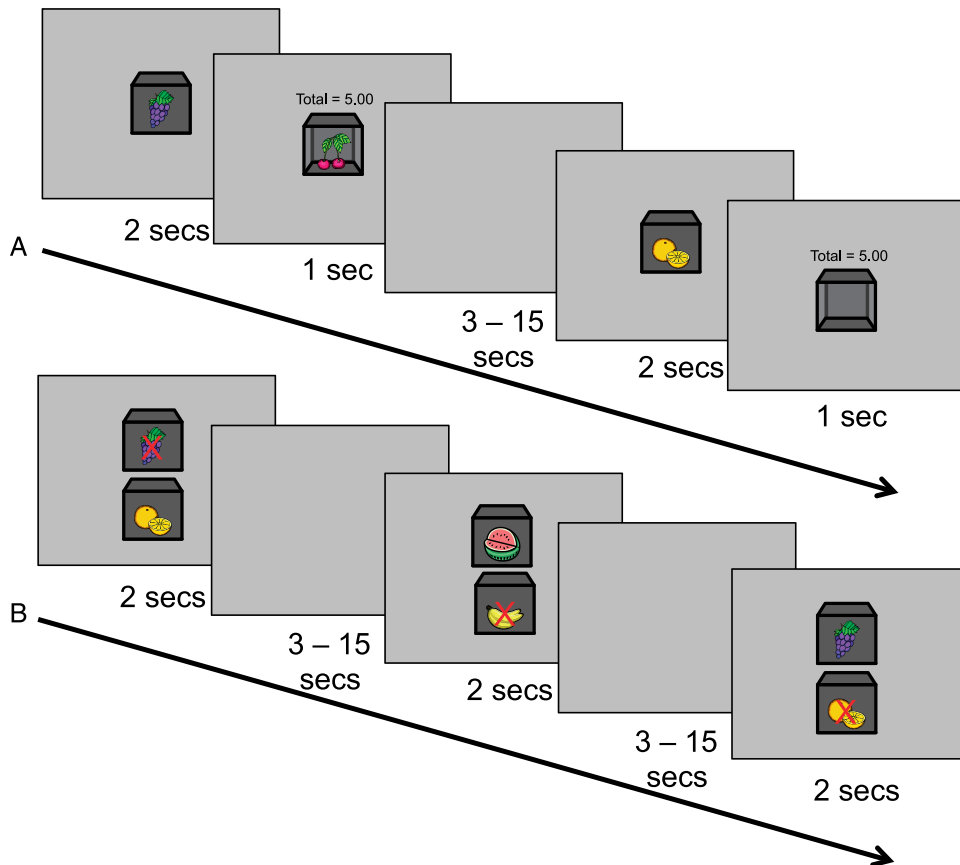 Total = 5.00
2 secs
A
1 sec
Total = 5.00
3 – 15
secs
2 secs
1 sec
2 secs
B
3 – 15
secs
2 secs
3 – 15
secs
2 secs